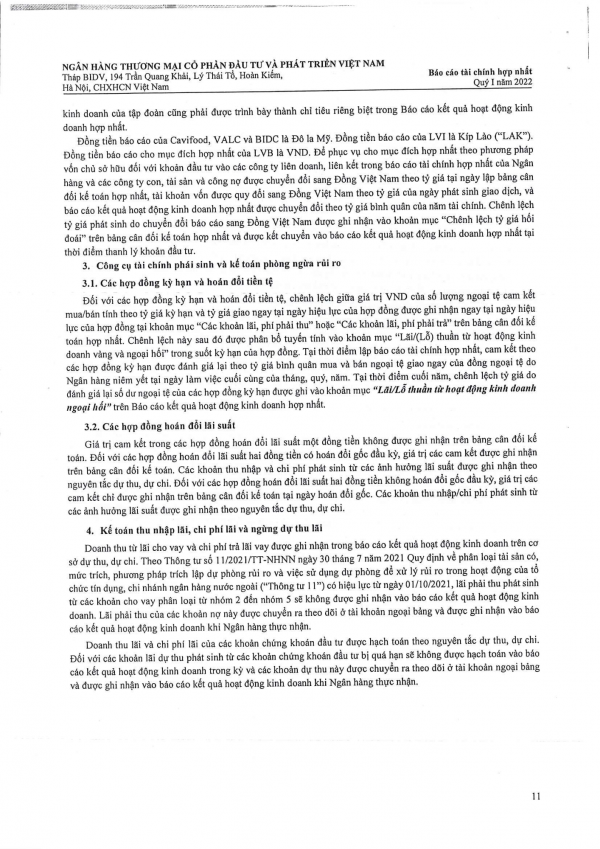 NGÂN HÀNG THƯƠNG MẠI CỔ PHẦN ĐẦU TƯ VÀ PHÁT TRIỂN VIỆT NAM
Tháp BIDV, 194 Trần Quang Khải, Lý Thái Tổ, Hoàn Kiếm,
Báo cáo tài chính hợp nhất
Hà Nội, CHXHCN Việt Nam
Quý I năm 2022
kinh doanh của tập đoàn cũng phải được trình bày thành chỉ tiêu riêng biệt trong Báo cáo kết quả hoạt động kinh
doanh hợp nhất.
Đồng tiền báo cáo của Cavifood, VALC và BIDC là Đô la Mỹ. Đồng tiền báo cáo của LVI là Kíp Lào (“LAK”).
Đồng tiền báo cáo cho mục đích hợp nhất của LVB là VND. Để phục vụ cho mục đích hợp nhất theo phương pháp
vốn chủ sở hữu đối với khoản đầu tư vào các công ty liên doanh, liên kết trong báo cáo tài chính hợp nhất của Ngân
hàng và các công ty con, tài sản và công nợ được chuyển đổi sang Đồng Việt Nam theo tỷ giá tại ngày lập bảng cân
đối kế toán hợp nhất, tài khoản vốn được quy đổi sang Đồng Việt Nam theo tỷ giá của ngày phát sinh giao dịch, và
báo cáo kết quả hoạt động kinh doanh hợp nhất được chuyển đổi theo tỷ giá bình quân của năm tài chính. Chênh lệch
tỷ giá phát sinh do chuyển đổi báo cáo sang Đồng Việt Nam được ghi nhận vào khoản mục “Chênh lệch tỷ giá hối
đoái” trên bảng cân đối kế toán hợp nhất và được kết chuyển vào báo cáo kết quả hoạt động kinh doanh hợp nhất tại
thời điểm thanh lý khoản đầu tư.
3. Công cụ tài chính phái sinh và kế toán phòng ngừa rủi ro
3.1. Các hợp đồng kỳ hạn và hoán đổi tiền tệ
Đối với các hợp đồng kỳ hạn và hoán đổi tiền tệ, chênh lệch giữa giá trị VND của số lượng ngoại tệ cam kết
mua/bán tính theo tỷ giá kỳ hạn và tỷ giá giao ngay tại ngày hiệu lực của hợp đồng được ghi nhận ngay tại ngày hiệu
lực của hợp đồng tại khoản mục “Các khoản lãi, phí phải thu” hoặc “Các khoản lãi, phí phải trả” trên bảng cân đối kế
toán hợp nhất. Chênh lệch này sau đó được phân bổ tuyến tính vào khoản mục “Lãi/(Lỗ) thuần từ hoạt động kinh
doanh vàng và ngoại hối” trong suốt kỳ hạn của hợp đồng. Tại thời điểm lập báo cáo tài chính hợp nhất, cam kết theo
các hợp đồng kỳ hạn được đánh giá lại theo tỷ giá bình quân mua và bán ngoại tệ giao ngay của đồng ngoại tệ do
Ngân hàng niêm yết tại ngày làm việc cuối cùng của tháng, quý, năm. Tại thời điểm cuối năm, chênh lệch tỷ giá do
đánh giá lại số dư ngoại tệ của các hợp đồng kỳ hạn được ghi vào khoản mục “Lãi/Lỗ thuần từ hoạt động kinh doanh
ngoại hối” trên Báo cáo kết quả hoạt động kinh doanh hợp nhất.
3.2. Các hợp đồng hoán đổi lãi suất
Giá trị cam kết trong các hợp đồng hoán đổi lãi suất một đồng tiền không được ghi nhận trên bảng cân đối kế
toán. Đối với các hợp đồng hoán đổi lãi suất hai đồng tiền có hoán đổi gốc đầu kỳ, giá trị các cam kết được ghi nhận
trên bảng cân đối kế toán. Các khoản thu nhập và chi phí phát sinh từ các ảnh hưởng lãi suất được ghi nhận theo
nguyên tắc dự thu, dự chi. Đối với các hợp đồng hoán đổi lãi suất hai đồng tiền không hoán đổi gốc đầu kỳ, giá trị các
cam kết chỉ được ghi nhận trên bảng cân đối kế toán tại ngày hoán đổi gốc. Các khoản thu nhập/chi phí phát sinh từ
các ảnh hưởng lãi suất được ghi nhận theo nguyên tắc dự thu, dự chi.
4. Kế toán thu nhập lãi, chi phí lãi và ngừng dự thu lãi
Doanh thu từ lãi cho vay và chi phí trả lãi vay được ghi nhận trong báo cáo kết quả hoạt động kinh doanh trên cơ
sở dự thu, dự chi. Theo Thông tư số 11/2021/TT-NHNN ngày 30 tháng 7 năm 2021 Quy định về phân loại tài sản có,
mức trích, phương pháp trích lập dự phòng rủi ro và việc sử dụng dự phòng để xử lý rủi ro trong hoạt động của tổ
chức tín dụng, chi nhánh ngân hàng nước ngoài (“Thông tư 11”) có hiệu lực từ ngày 01/10/2021, lãi phải thu phát sinh
từ các khoản cho vay phân loại từ nhóm 2 đến nhóm 5 sẽ không được ghi nhận vào báo cáo kết quả hoạt động kinh
doanh. Lãi phải thu của các khoản nợ này được chuyển ra theo dõi ở tài khoản ngoại bảng và được ghi nhận vào báo
cáo kết quả hoạt động kinh doanh khi Ngân hàng thực nhận.
Doanh thu lãi và chi phí lãi của các khoản chứng khoán đầu tư được hạch toán theo nguyên tắc dự thu, dự chi.
Đối với các khoản lãi dự thu phát sinh từ các khoản chứng khoán đầu tư bị quá hạn sẽ không được hạch toán vào báo
cáo kết quả hoạt động kinh doanh trong kỳ và các khoản dự thu này được chuyển ra theo dõi ở tài khoản ngoại bảng
và được ghi nhận vào báo cáo kết quả hoạt động kinh doanh khi Ngân hàng thực nhận.
11